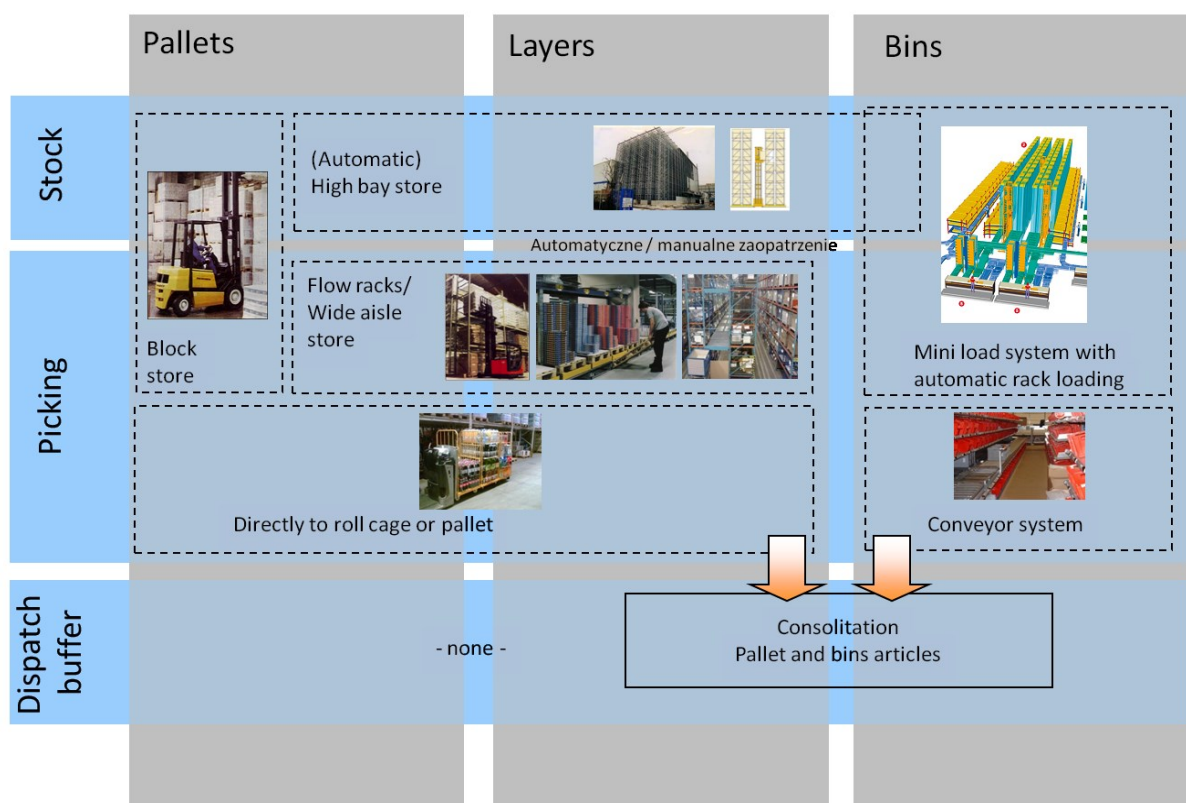 Pallets
Layers
Bins
Stock
(Automatic)
High bay store
Automatyczne / manualne zaopatrzenie
Picking
Block
store
Flow racks/
Wide aisle
store
Mini load system with
automatic rack loading
Directly to roll cage or pallet
Conveyor system
Dispatch
buffer
- none -
Consolitation
Pallet and bins articles